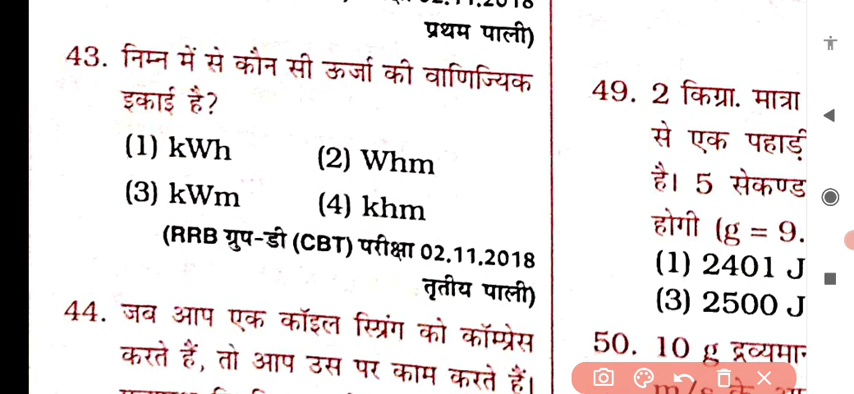 प्रथम पाली)
43. निम्न में से कौन सी ऊर्जा की वाणिज्यिक
इकाई है?
(1) kWh (2) Whm
(3) kWm (4) khm
(RRB ग्रुप-डी (CBT) परीक्षा 02.11.2018
तृतीय पाली)
44. जब आप एक कॉइल स्प्रिंग को कॉम्प्रेस
करते हैं, तो आप उस पर काम करते हैं।
49. 2 किग्रा. मात्रा
से एक पहाड़ी
है। 5 सेकण्ड
होगी (g = 9.
(1) 2401 J
(3) 2500 J
50. 10 g द्रव्यमान